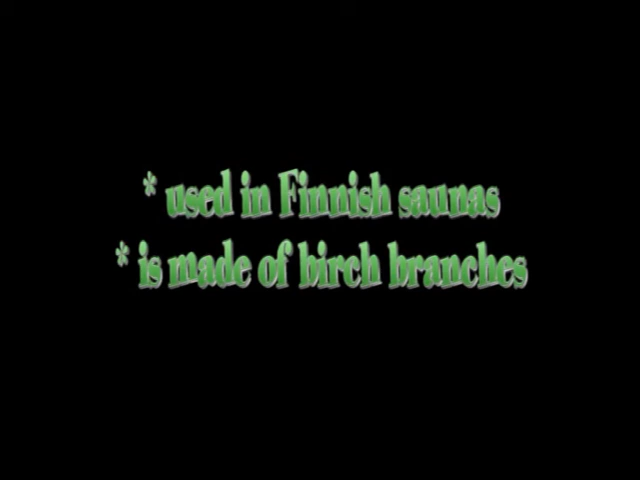 * used in Finnish saunas
* is made of birch branches